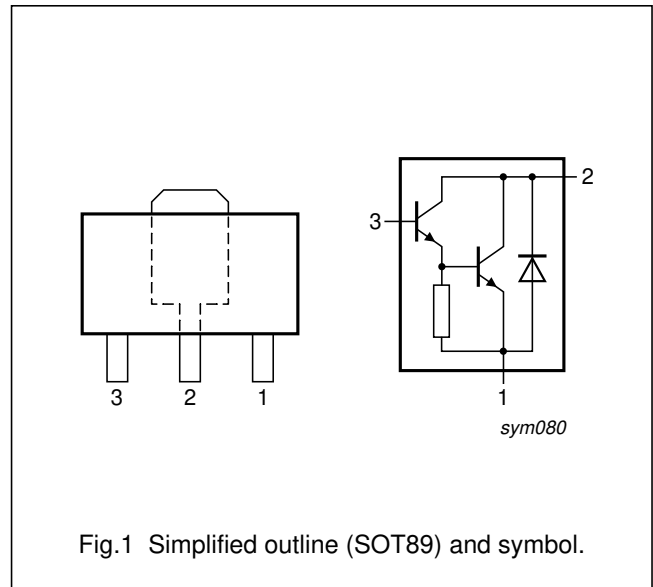 2
3
3 2 1
1
sym080
Fig.1 Simplified outline (SOT89) and symbol.